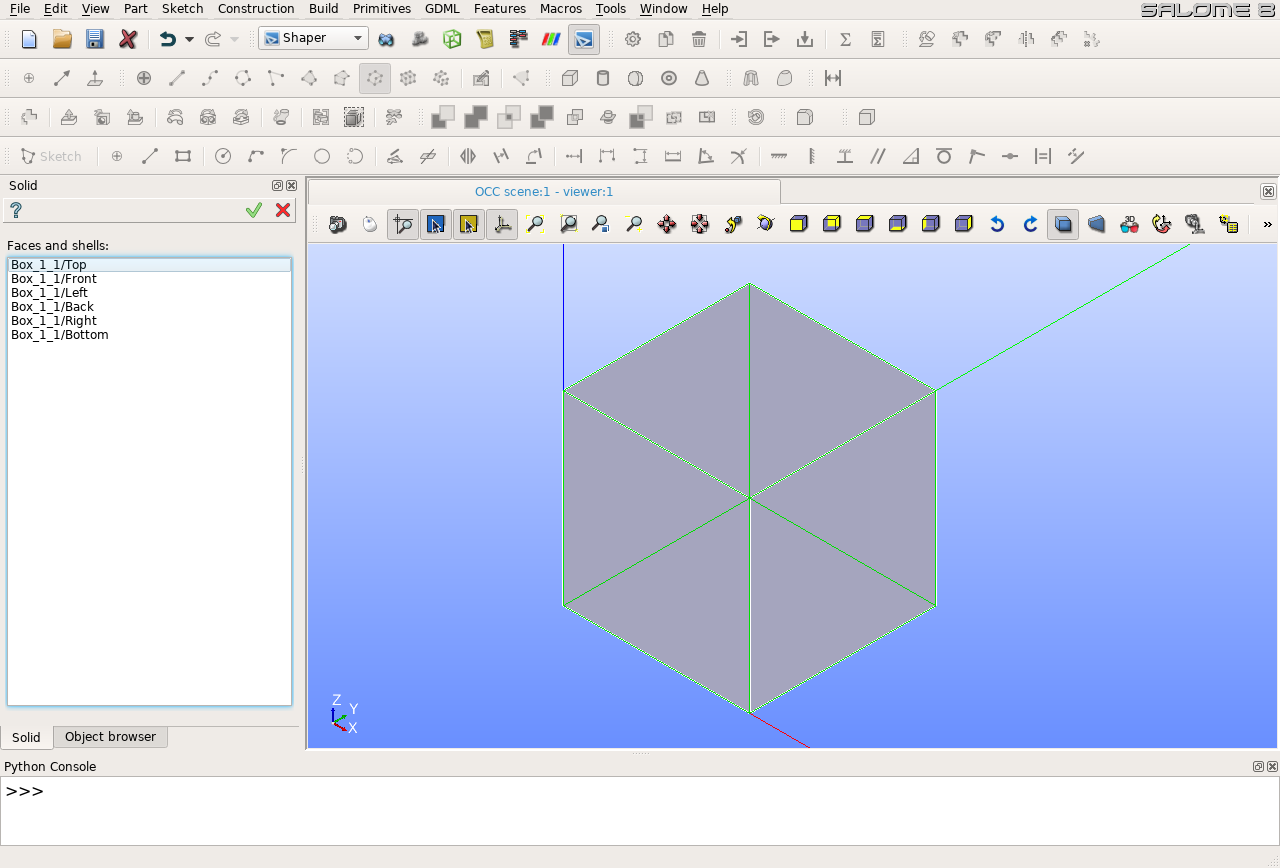 File Edit View Part Sketch Construction Build Primitives GDML Features Macros Tools Window Help
SALOME 8
Shaper
Sketch
Solid
OCC scene:1 - viewer:1
?
3D
»
Faces and shells:
Box_1_1/Top
Box_1_1/Front
Box_1_1/Left
Box_1_1/Back
Box_1_1/Right
Box_1_1/Bottom
Z
Y
X
Solid Object browser
Python Console
>>>